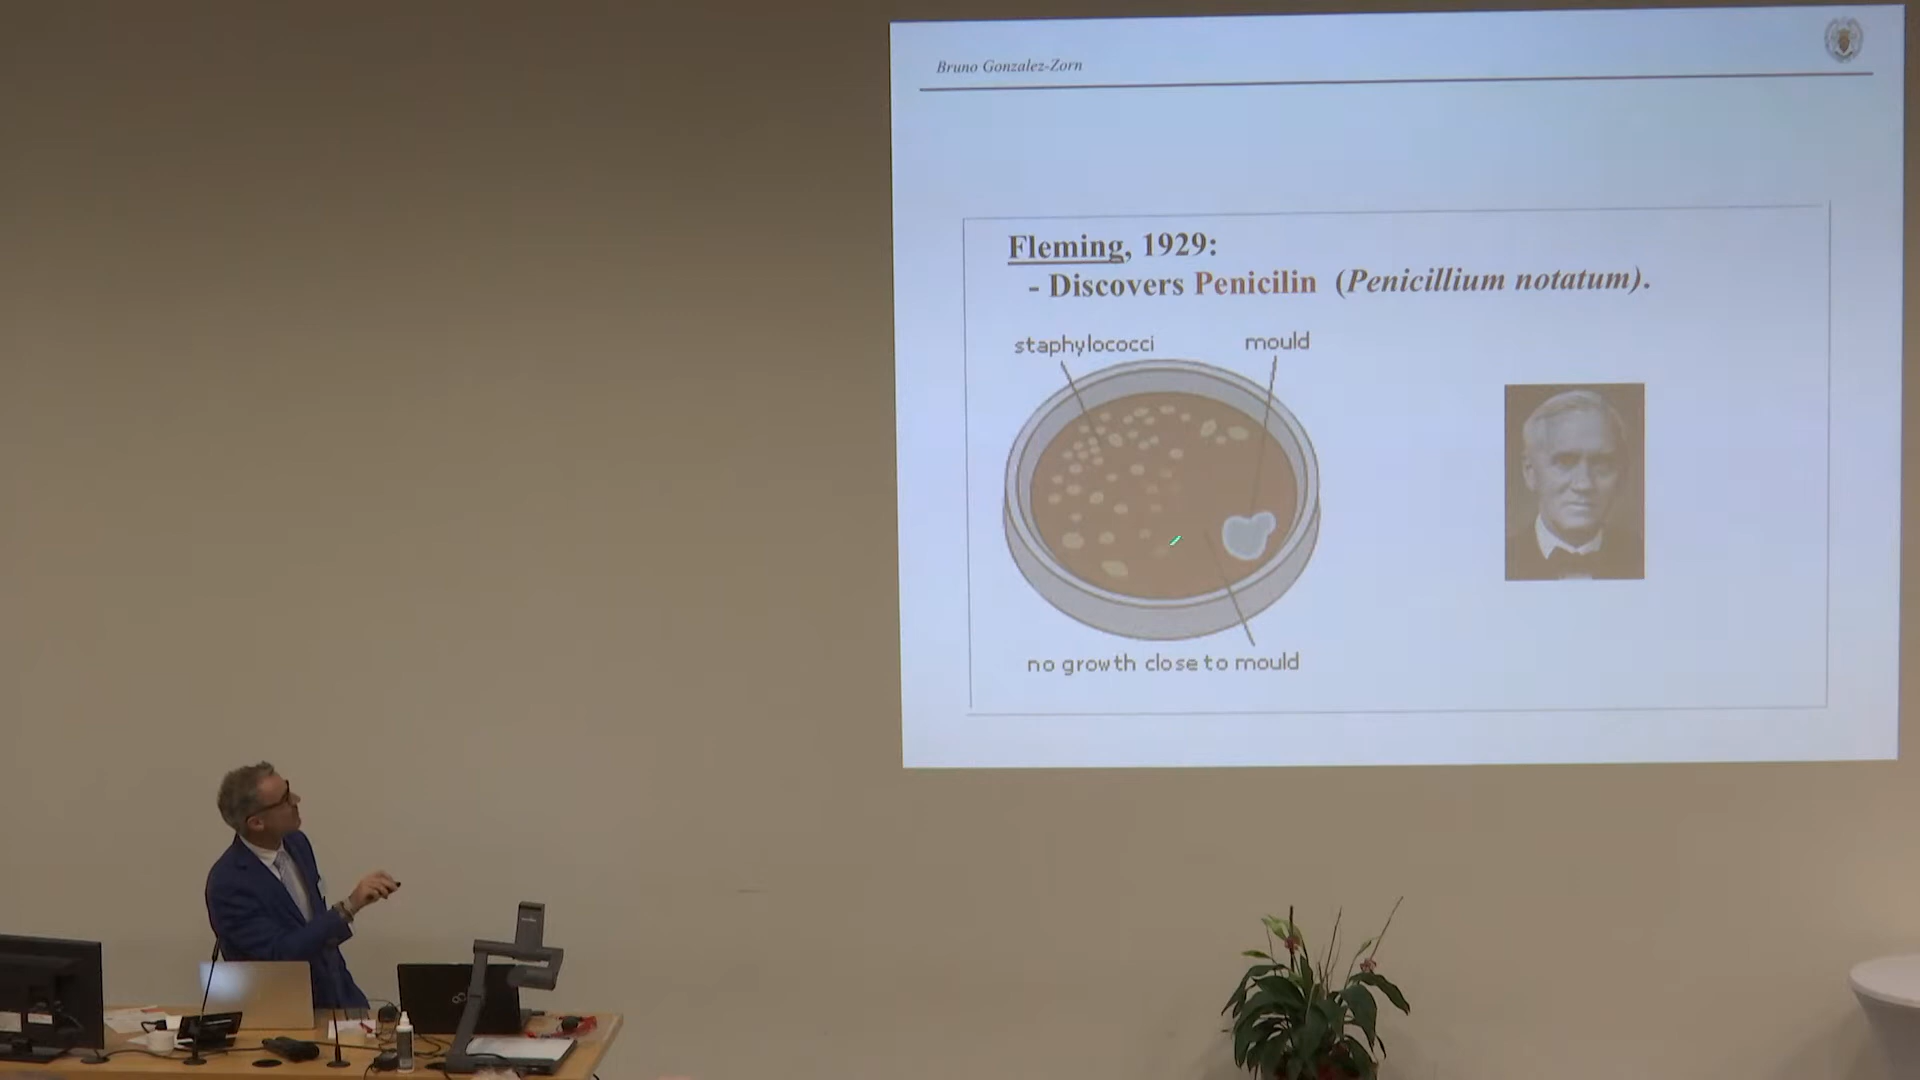 Bruno Gonzalez-Zorn
Fleming, 1929:
- Discovers Penicilin (Penicillium notatum).
staphylococci
mould
no growth close to mould